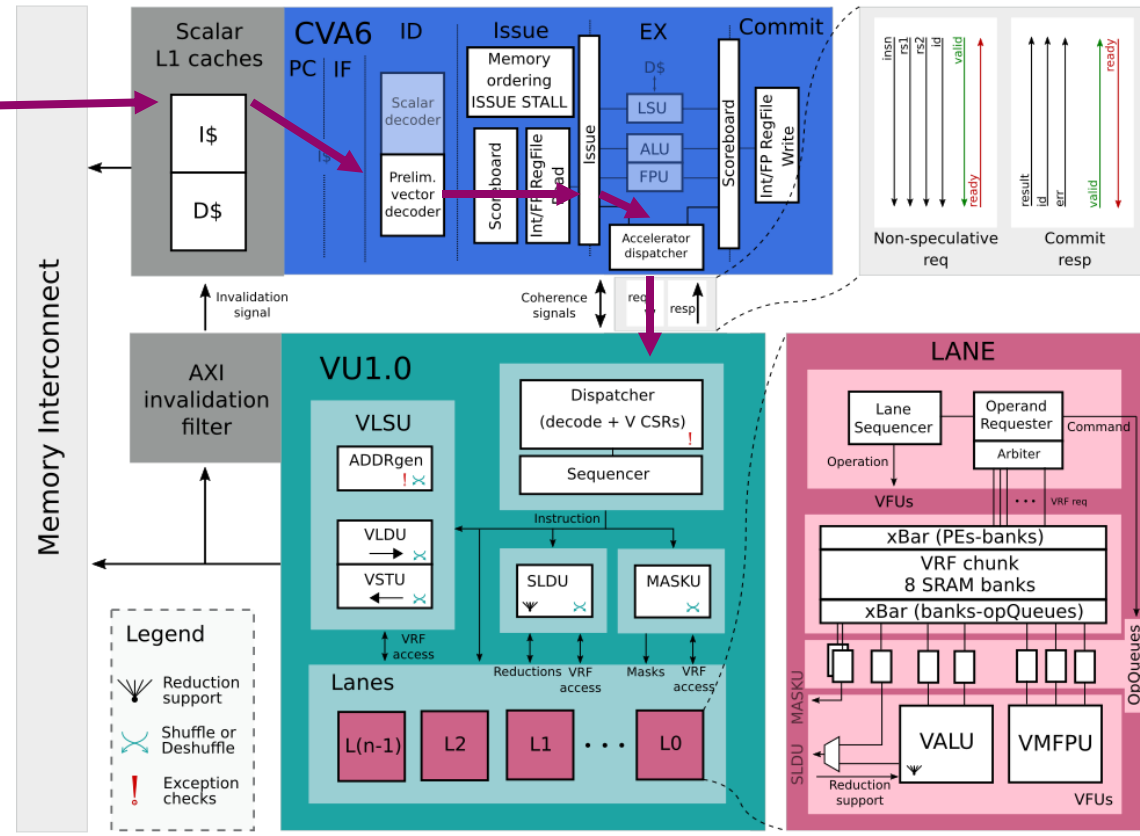 Memory Interconnect
Scalar
L1 caches
I$
D$
CVA6
PC
IF
I$
ID
Scalar
decoder
Prelim.
vector
decoder
Issue
Memory
ordering
ISSUE STALL
Scoreboard
Int/FP RegFile
Issue
EX
D$
LSU
ALU
FPU
Accelerator
dispatcher
Commit
Scoreboard
Int/FP RegFile
Write
insn
rs1
rs2
id
valid
ready
Non-speculative
req
result
id
err
valid
ready
Commit
resp
Invalidation
signal
Coherence
signals
req
resp
AXI
invalidation
filter
VU1.0
VLSU
ADDRgen
!
VLDU
VSTU
Dispatcher
(decode + V CSRs)
!
Sequencer
Instruction
SLDU
MASKU
VRF
access
Reductions
VRF
access
Masks
VRF
access
Lanes
L(n-1)
L2
L1
L0
Legend
Reduction
support
Shuffle or
Deshuffle
!
Exception
checks
LANE
Lane
Sequencer
Operand
Requester
Arbiter
Command
Operation
VFUs
VRF req
xBar (PEs-banks)
VRF chunk
8 SRAM banks
xBar (banks-opQueues)
OpQueues
MASKU
SLDU
VALU
VMFPU
Reduction
support
VFUs